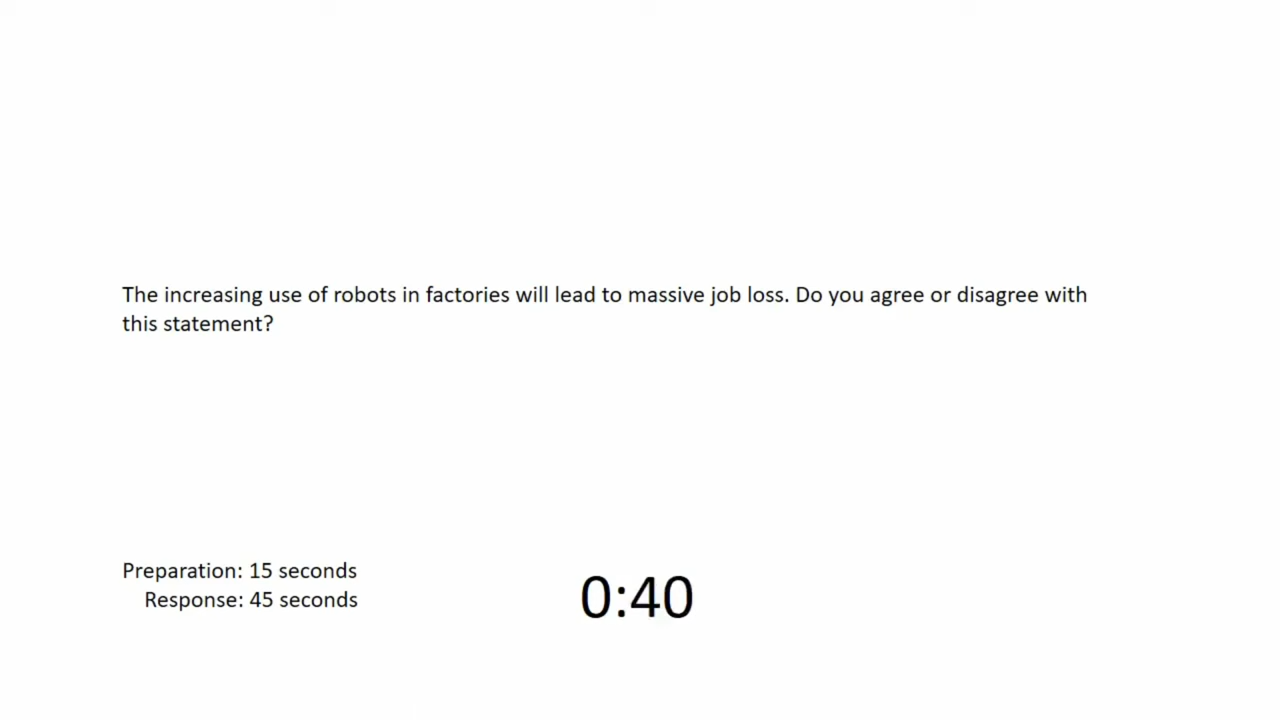 The increasing use of robots in factories will lead to massive job loss. Do you agree or disagree with
this statement?
Preparation: 15 seconds
Response: 45 seconds
0:40